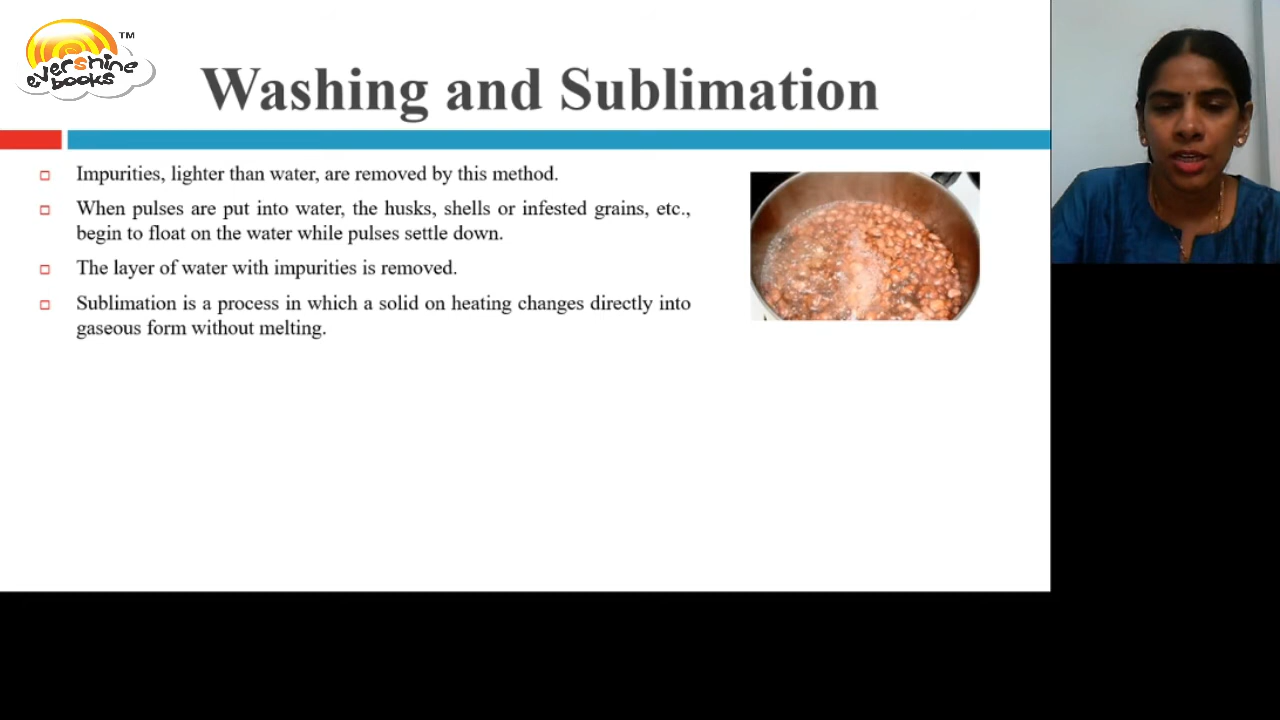 evershine
books
TM
Washing and Sublimation
Impurities, lighter than water, are removed by this method.
When pulses are put into water, the husks, shells or infested grains, etc.,
begin to float on the water while pulses settle down.
The layer of water with impurities is removed.
Sublimation is a process in which a solid on heating changes directly into
gaseous form without melting.